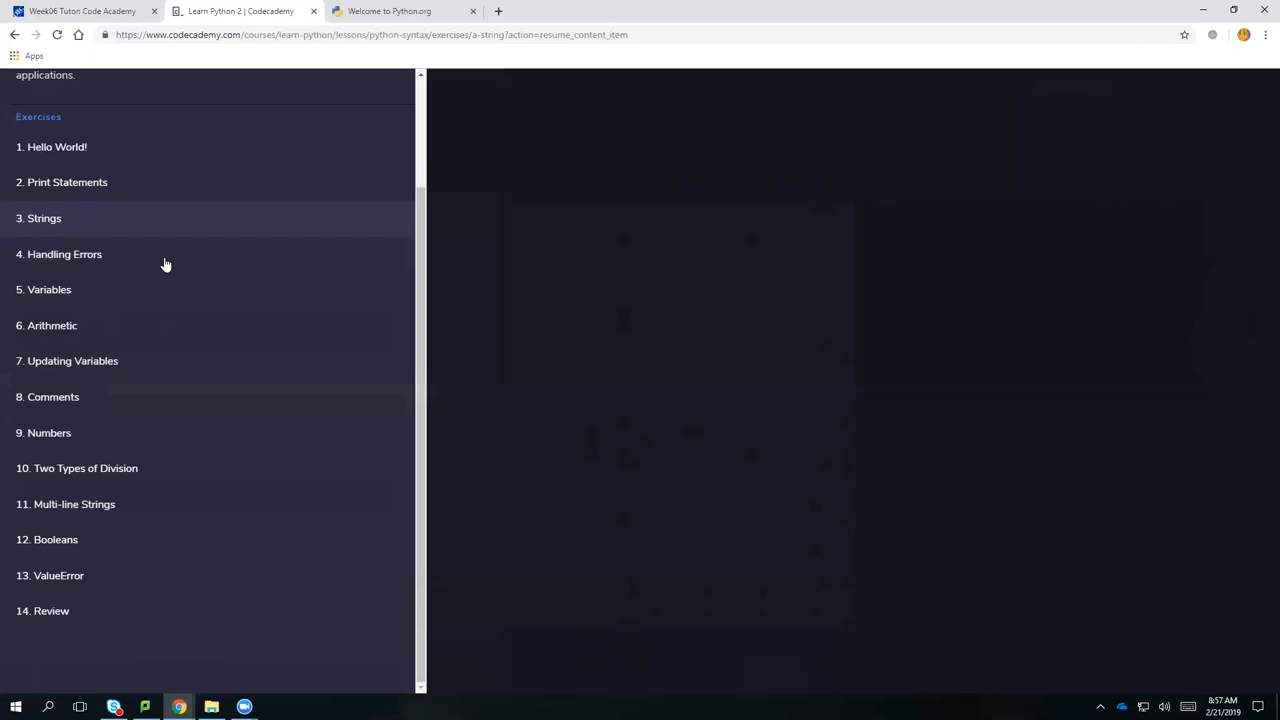 Week06 Tutor: Code Academy
Learn Python 2 | Codecademy
Welcome to Python.org
https://www.codecademy.com/courses/learn-python/lessons/python-syntax/exercises/a-string?action=resume_content_item
Apps
applications.
Exercises
1. Hello World!
2. Print Statements
3. Strings
4. Handling Errors
5. Variables
6. Arithmetic
7. Updating Variables
8. Comments
9. Numbers
10. Two Types of Division
11. Multi-line Strings
12. Booleans
13. ValueError
14. Review
8:57 AM
2/21/2019